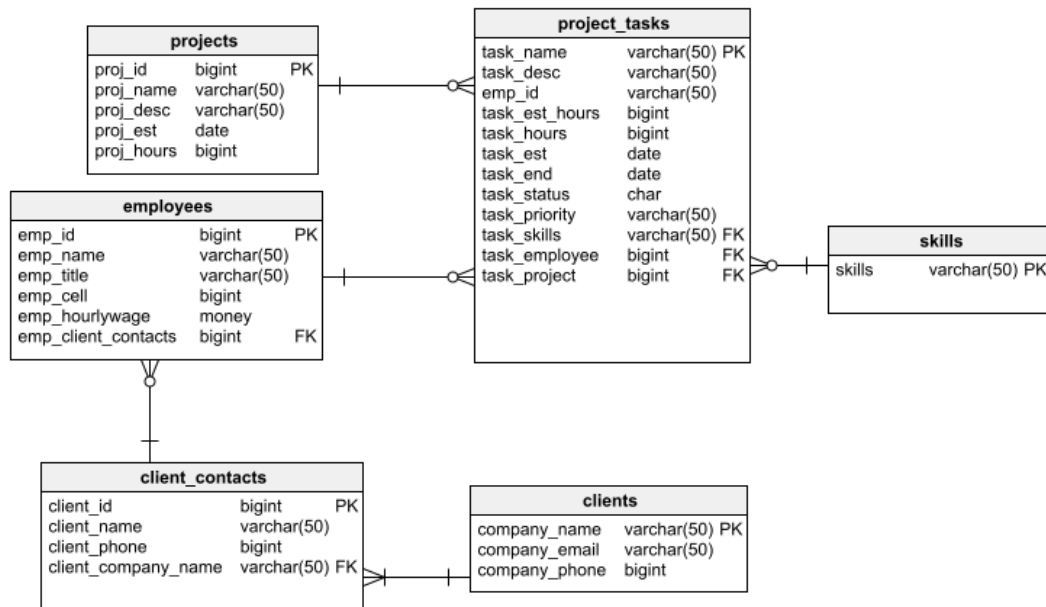 projects
proj_id bigint PK
proj_name varchar(50)
proj_desc varchar(50)
proj_est date
proj_hours bigint
project_tasks
task_name varchar(50) PK
task_desc varchar(50)
emp_id varchar(50)
task_est_hours bigint
task_hours bigint
task_est date
task_end date
task_status char
task_priority varchar(50)
task_skills varchar(50) FK
task_employee bigint FK
task_project bigint FK
employees
emp_id bigint PK
emp_name varchar(50)
emp_title varchar(50)
emp_cell bigint
emp_hourlywage money
emp_client_contacts bigint FK
skills
skills varchar(50) PK
client_contacts
client_id bigint PK
client_name varchar(50)
client_phone bigint
client_company_name varchar(50) FK
clients
company_name varchar(50) PK
company_email varchar(50)
company_phone bigint